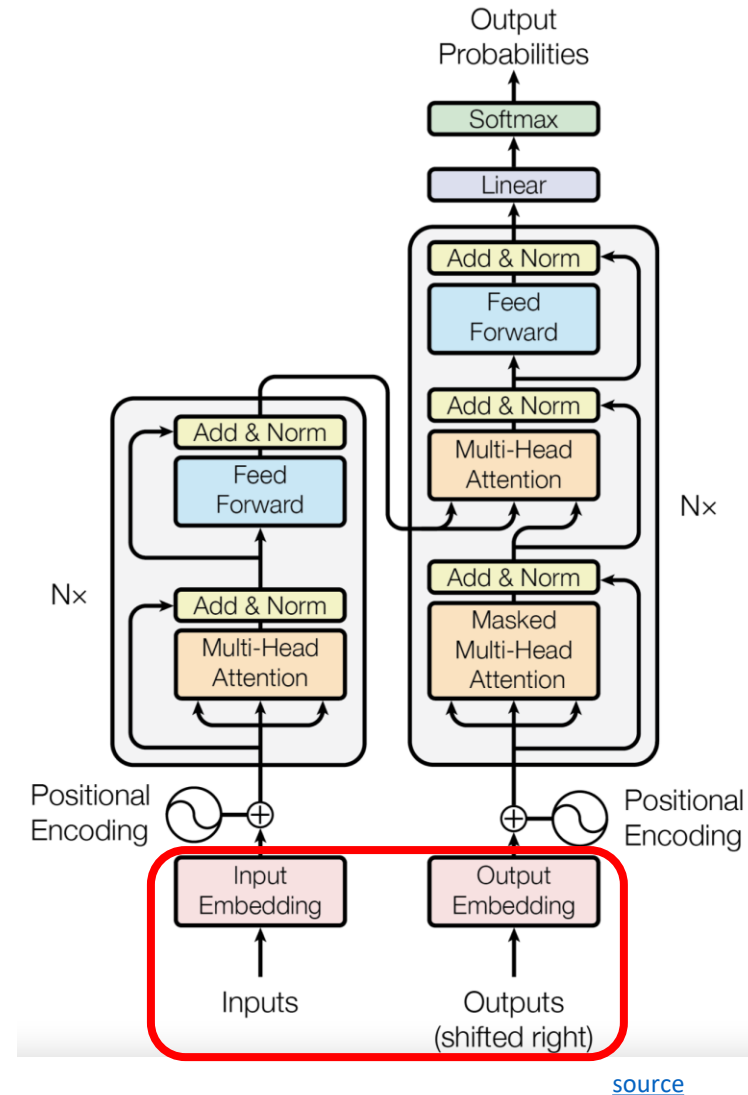 Output
Probabilities
Softmax
Linear
Add & Norm
Feed
Forward
Add & Norm
Multi-Head
Attention
Nx
Add & Norm
Masked
Multi-Head
Attention
Add & Norm
Feed
Forward
Nx
Add & Norm
Multi-Head
Attention
Positional
Encoding
Positional
Encoding
Input
Embedding
Output
Embedding
Inputs
Outputs
(shifted right)
source